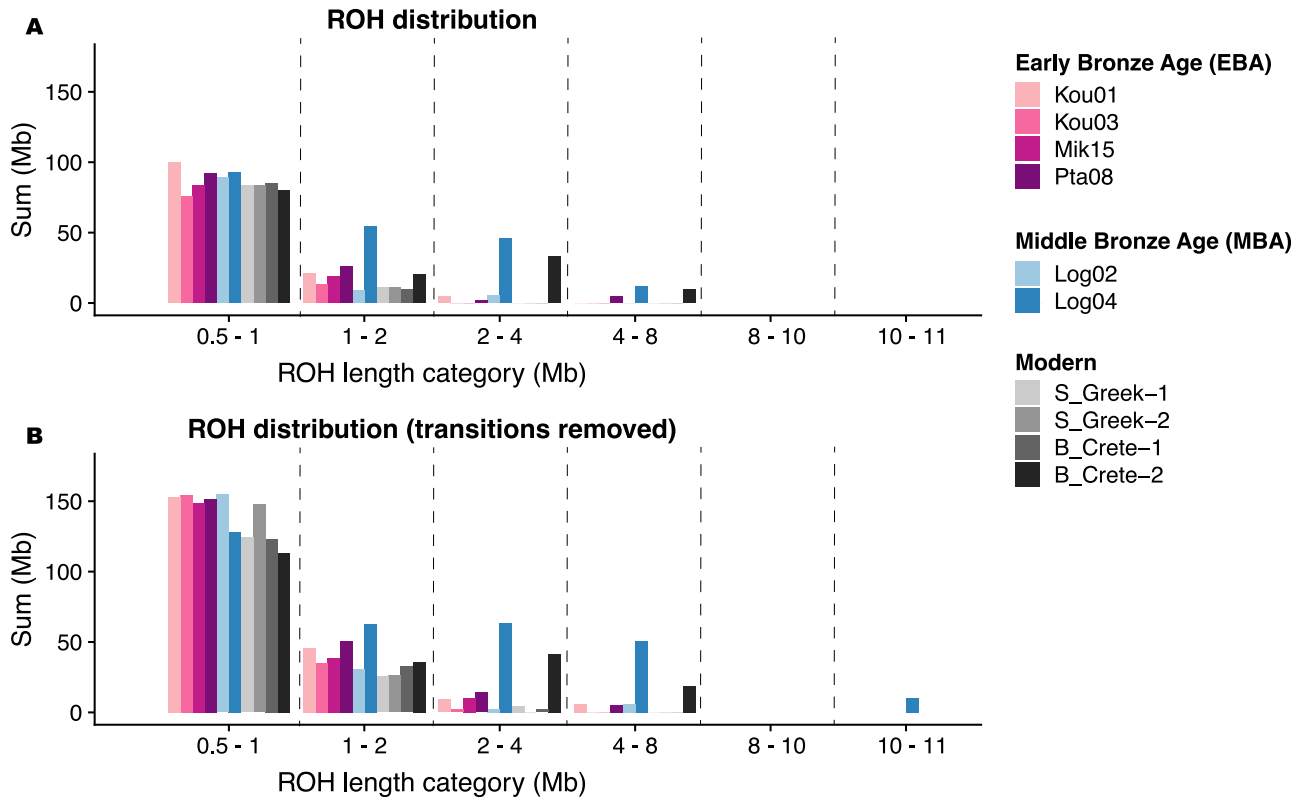 A
ROH distribution
150
100
50
0
Sum (Mb)
0.5 - 1
1 - 2
2 - 4
4 - 8
8 - 10
10 - 11
ROH length category (Mb)
B
ROH distribution (transitions removed)
150
100
50
0
Sum (Mb)
0.5 - 1
1 - 2
2 - 4
4 - 8
8 - 10
10 - 11
ROH length category (Mb)
Early Bronze Age (EBA)
Kou01
Kou03
Mik15
Pta08
Middle Bronze Age (MBA)
Log02
Log04
Modern
S_Greek−1
S_Greek−2
B_Crete−1
B_Crete−2